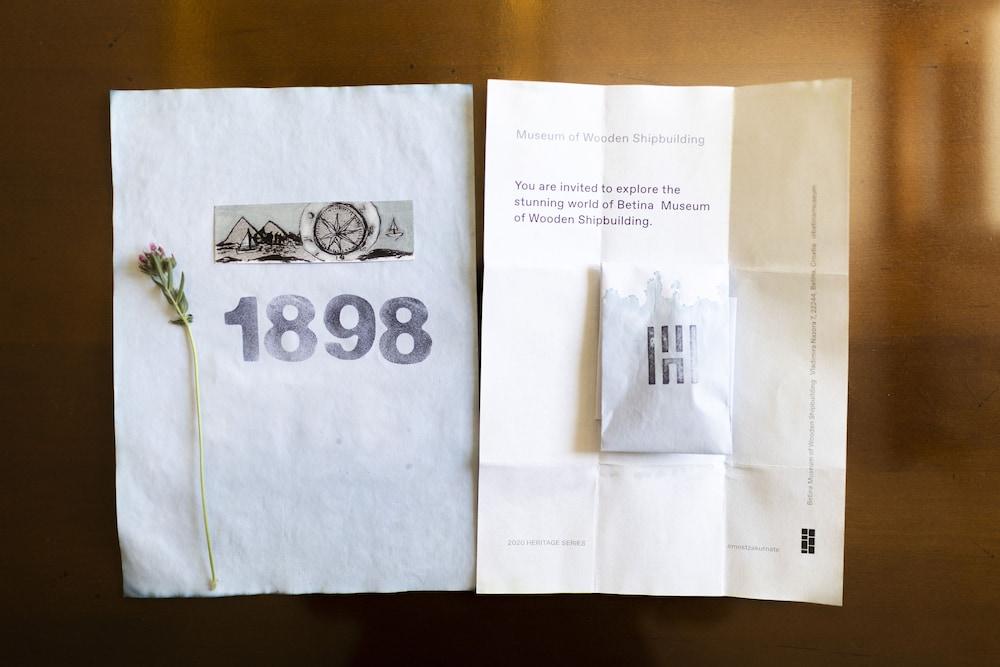 1898
Museum of Wooden Shipbuilding
You are invited to explore the
stunning world of Betina Museum
of Wooden Shipbuilding.
2020 HERITAGE SERIES
Betina Museum of Wooden Shipbuilding Vladimira Nazora 7, 22244, Betina, Croatia